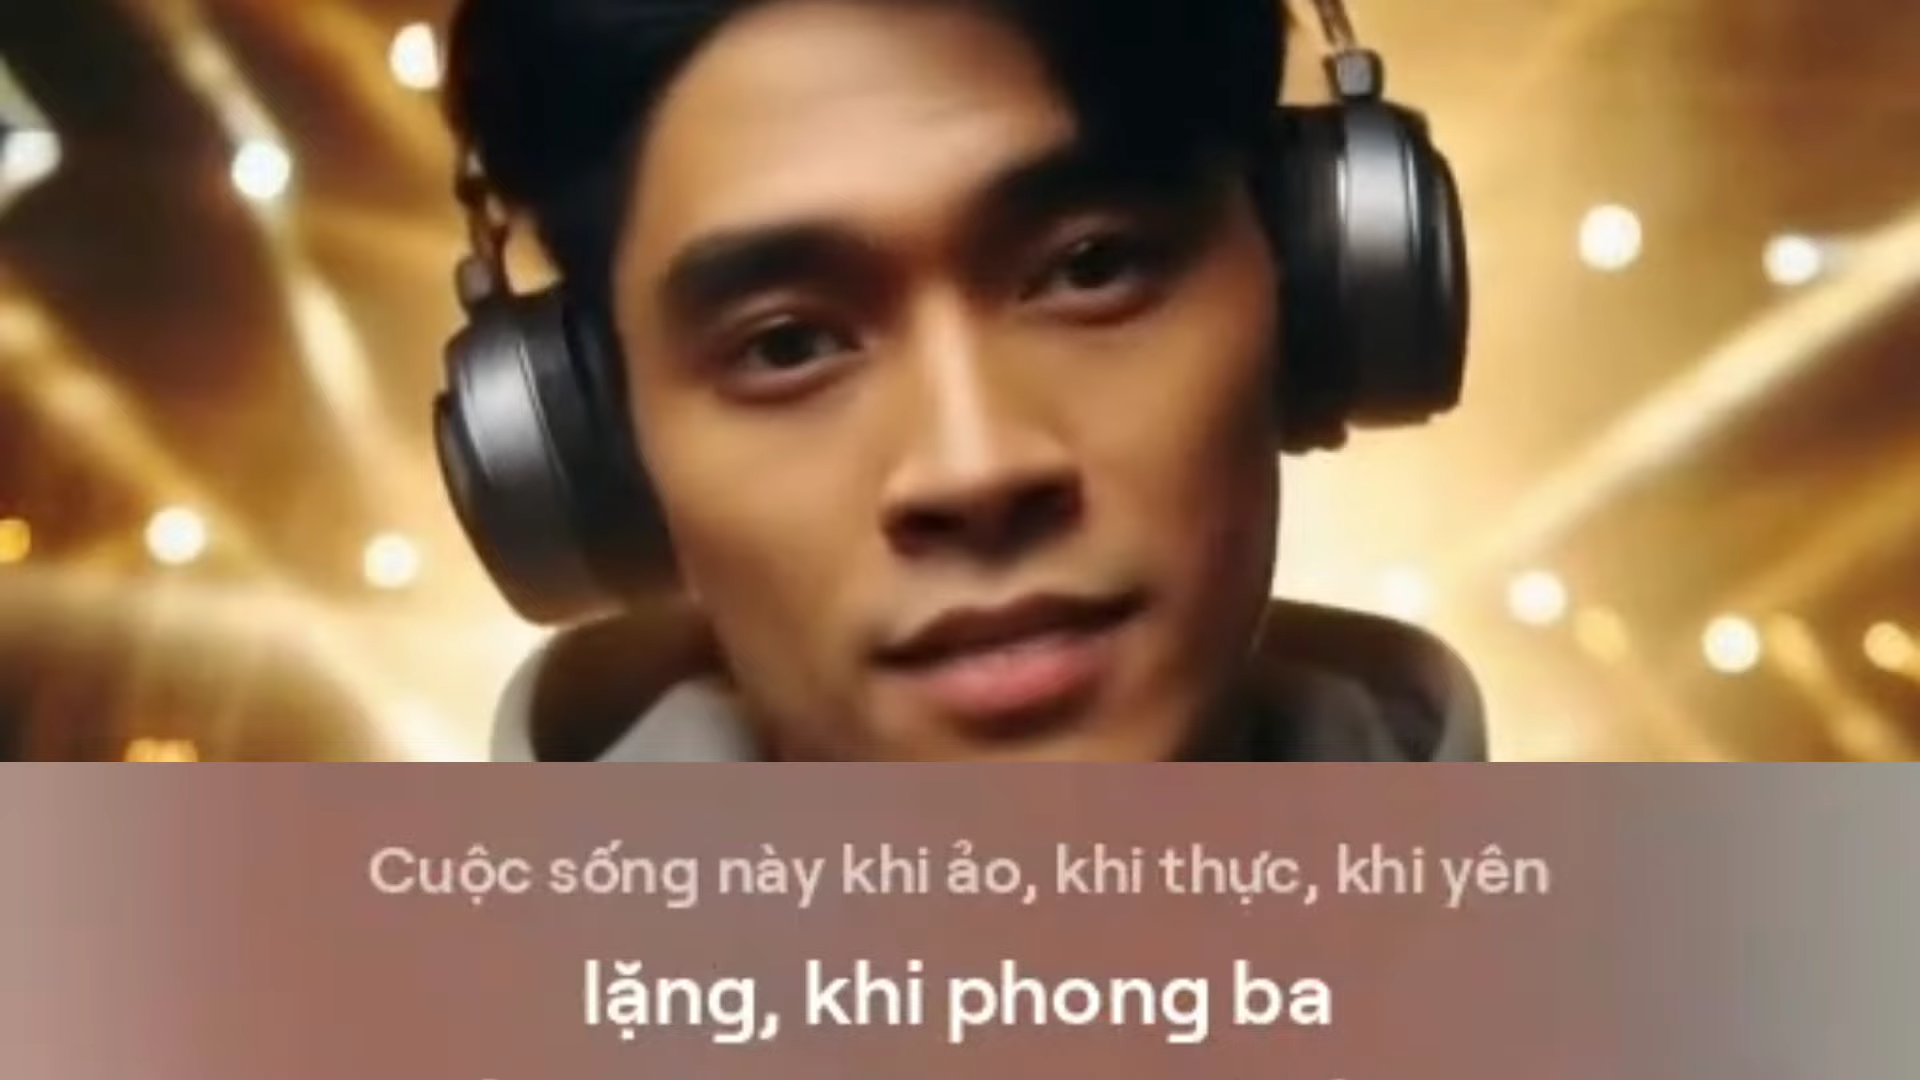 Cuộc sống này khi ảo, khi thực, khi yên
lặng, khi phong ba